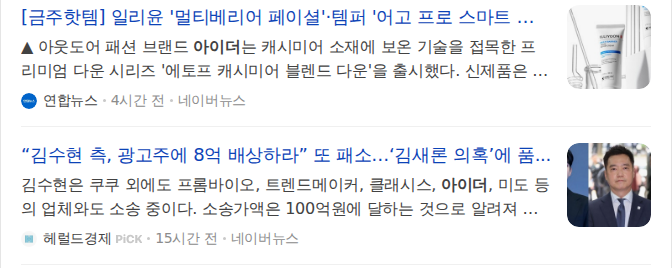 [금주핫템] 일리윤 '멀티베리어 페이셜'·템퍼 '어고 프로 스마트 ...
▲ 아웃도어 패션 브랜드 아이더는 캐시미어 소재에 보온 기술을 접목한 프
리미엄 다운 시리즈 '에토프 캐시미어 블렌드 다운'을 출시했다. 신제품은 ...
연합뉴스 · 4시간 전 · 네이버뉴스
“김수현 측, 광고주에 8억 배상하라” 또 패소…‘김새론 의혹’에 품...
김수현은 쿠쿠 외에도 프롬바이오, 트렌드메이커, 클래시스, 아이더, 미도 등
의 업체와도 소송 중이다. 소송가액은 100억원에 달하는 것으로 알려져 ...
헤럴드경제 PiCK · 15시간 전 · 네이버뉴스